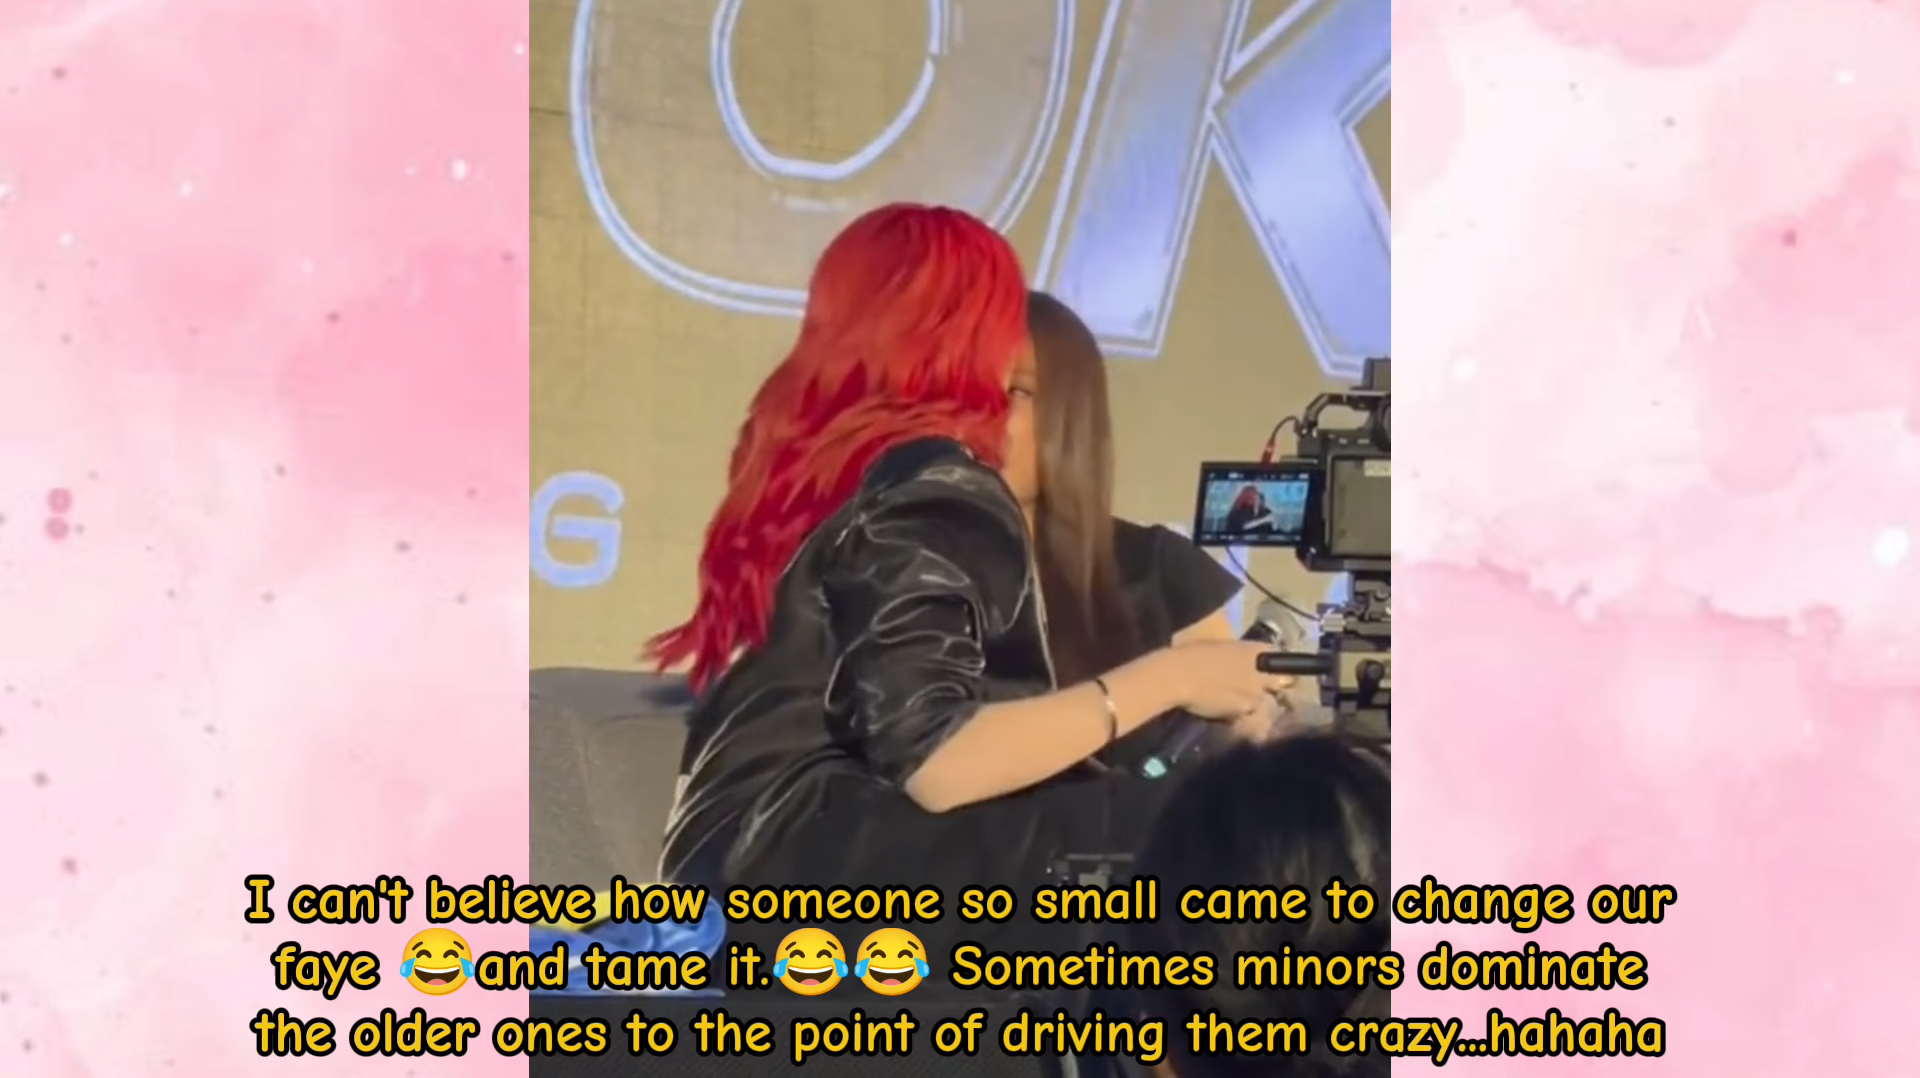 OK
G
I can't believe how someone so small came to change our
faye 😂and tame it.😂😂 Sometimes minors dominate
the older ones to the point of driving them crazy...hahaha